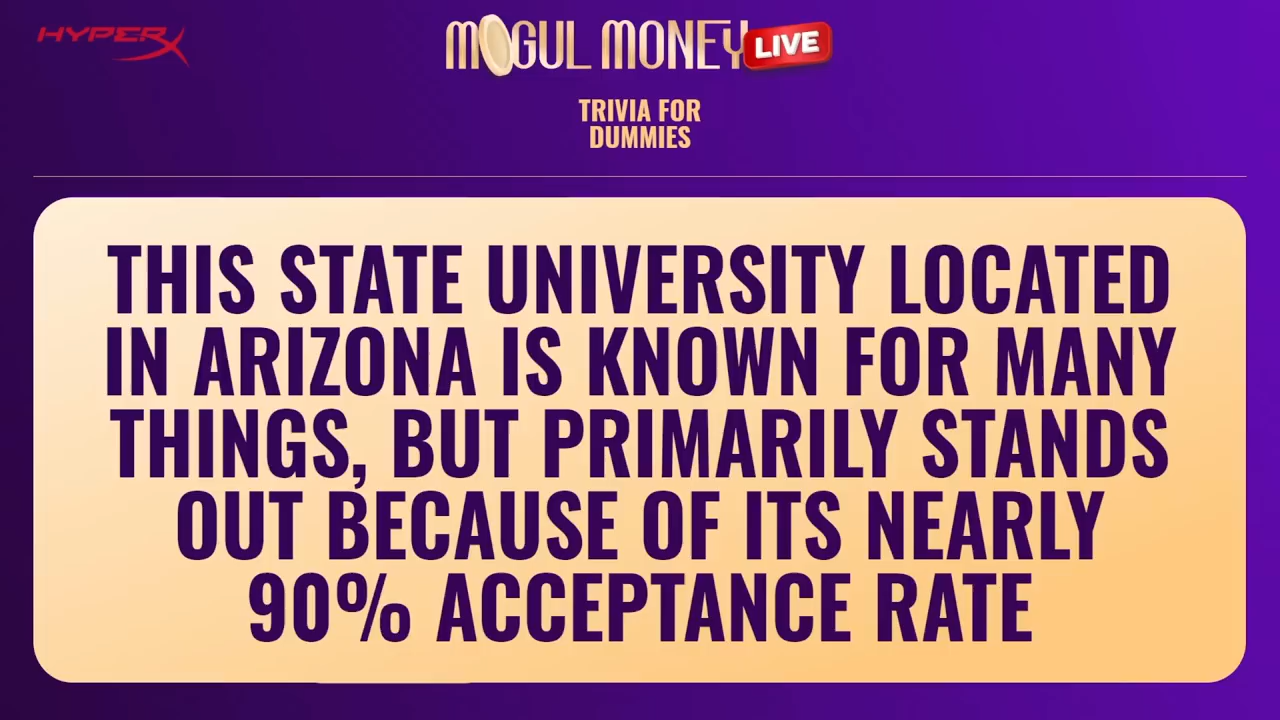 HYPERX
MOGUL MONEY LIVE
TRIVIA FOR
DUMMIES
THIS STATE UNIVERSITY LOCATED
IN ARIZONA IS KNOWN FOR MANY
THINGS, BUT PRIMARILY STANDS
OUT BECAUSE OF ITS NEARLY
90% ACCEPTANCE RATE